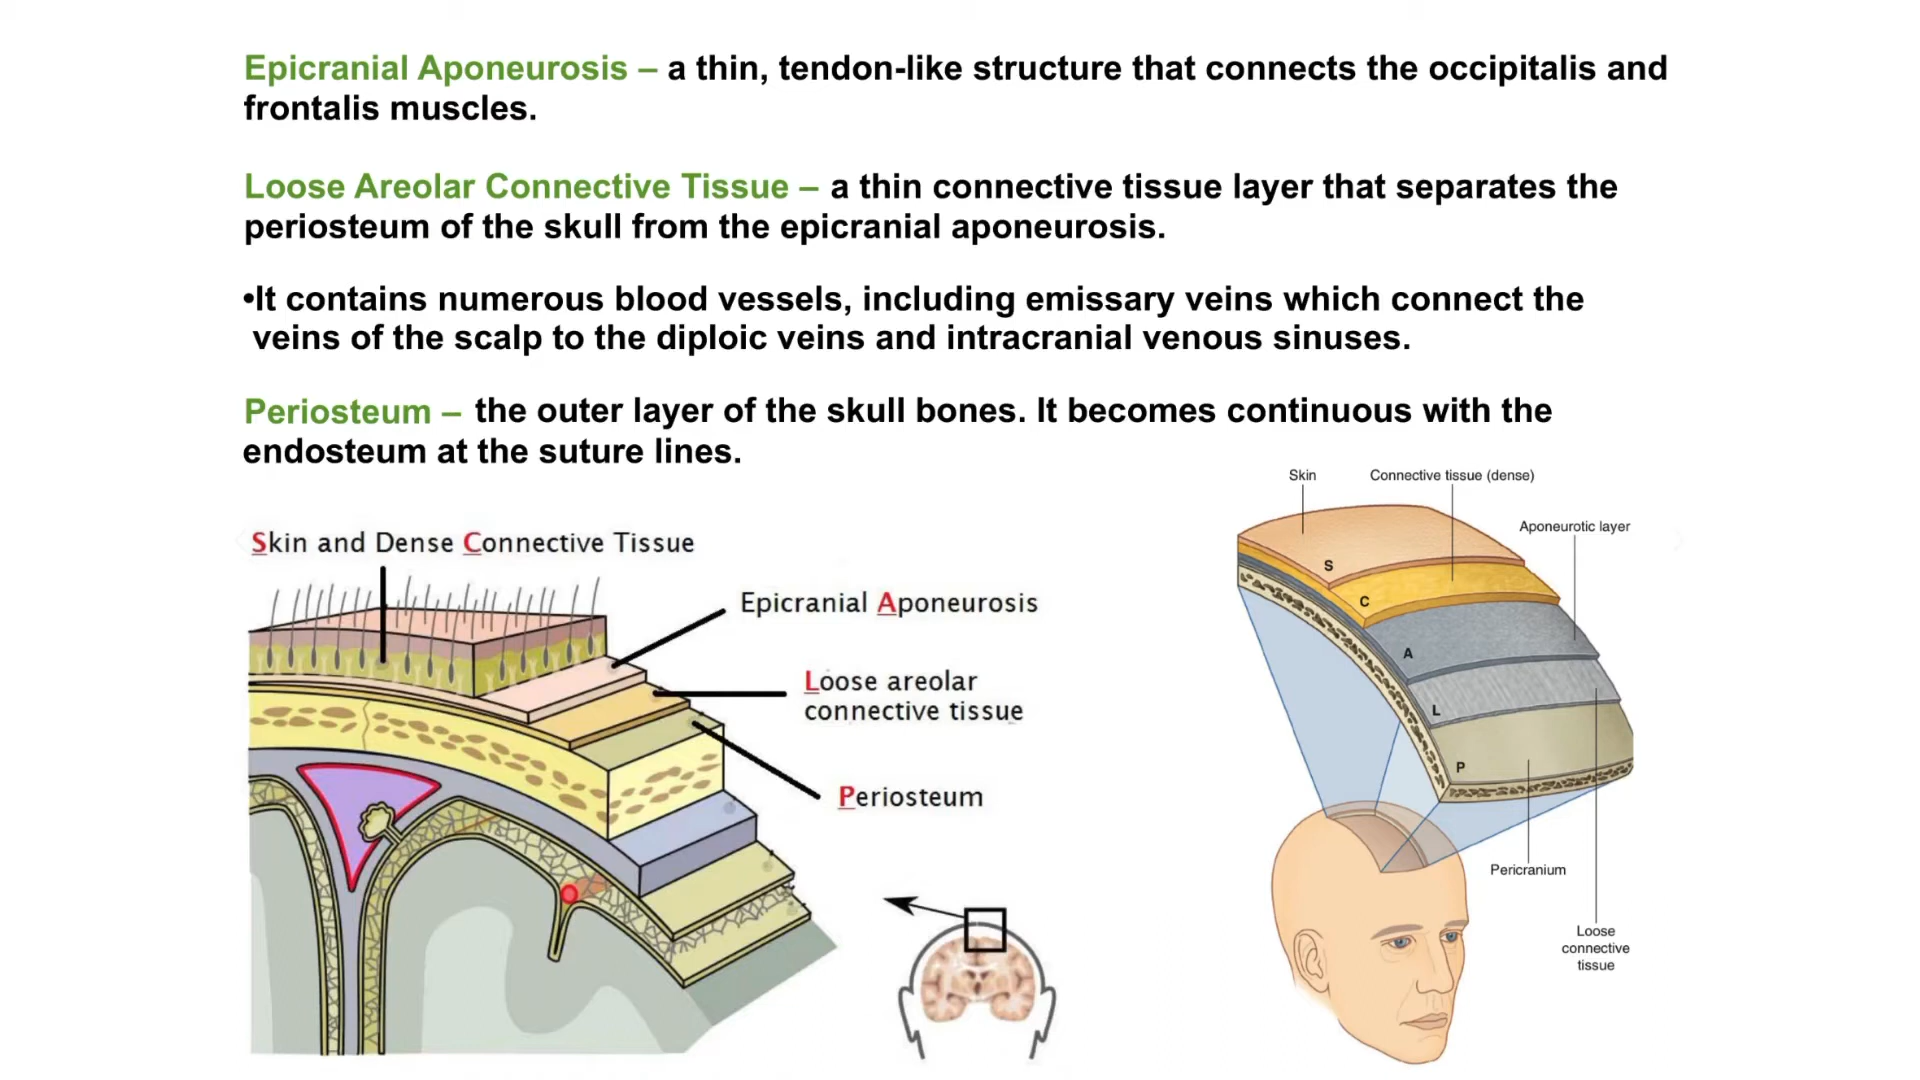 Epicranial Aponeurosis – a thin, tendon-like structure that connects the occipitalis and
frontalis muscles.
Loose Areolar Connective Tissue – a thin connective tissue layer that separates the
periosteum of the skull from the epicranial aponeurosis.
•It contains numerous blood vessels, including emissary veins which connect the
veins of the scalp to the diploic veins and intracranial venous sinuses.
Periosteum – the outer layer of the skull bones. It becomes continuous with the
endosteum at the suture lines.
Skin and Dense Connective Tissue
Epicranial Aponeurosis
Loose areolar
connective tissue
Periosteum
Skin
Connective tissue (dense)
Aponeurotic layer
S
C
A
L
P
Pericranium
Loose
connective
tissue